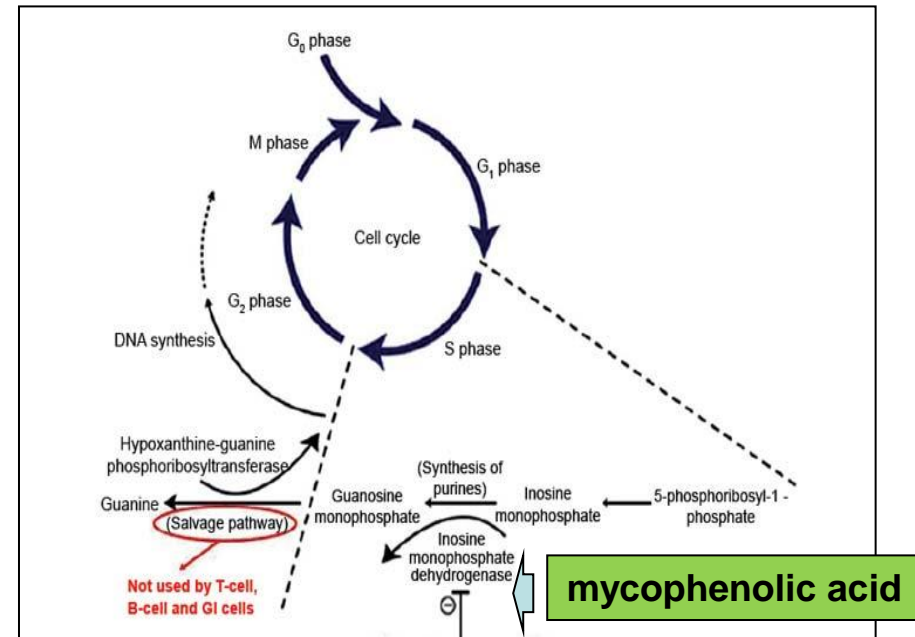 G0 phase
M phase
G1 phase
Cell cycle
G2 phase
DNA synthesis
S phase
Hypoxanthine-guanine
phosphoribosyltransferase
Guanine
(Salvage pathway)
Not used by T-cell,
B-cell and GI cells
Guanosine
monophosphate
(Synthesis of
purines)
Inosine
monophosphate
5-phosphoribosyl-1 -
phosphate
Inosine
monophosphate
dehydrogenase
⊖
mycophenolic acid